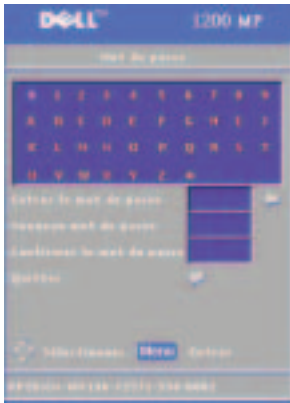 DELL™ 1200 MP
Mot de passe
0 1 2 3 4 5 6 7 8 9
A B C D E F G H I J
K L M N O P Q R S T
U V W X Y Z
Entrer le mot de passe
Nouveau mot de passe
Confirmer le mot de passe
Quitter
Sélectionner Menu Entrer